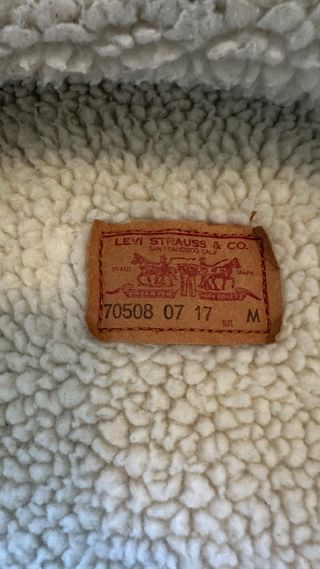 LEVI STRAUSS & CO.
SAN FRANCISCO CALIF.
TRADE MARK
70508 07 17 M